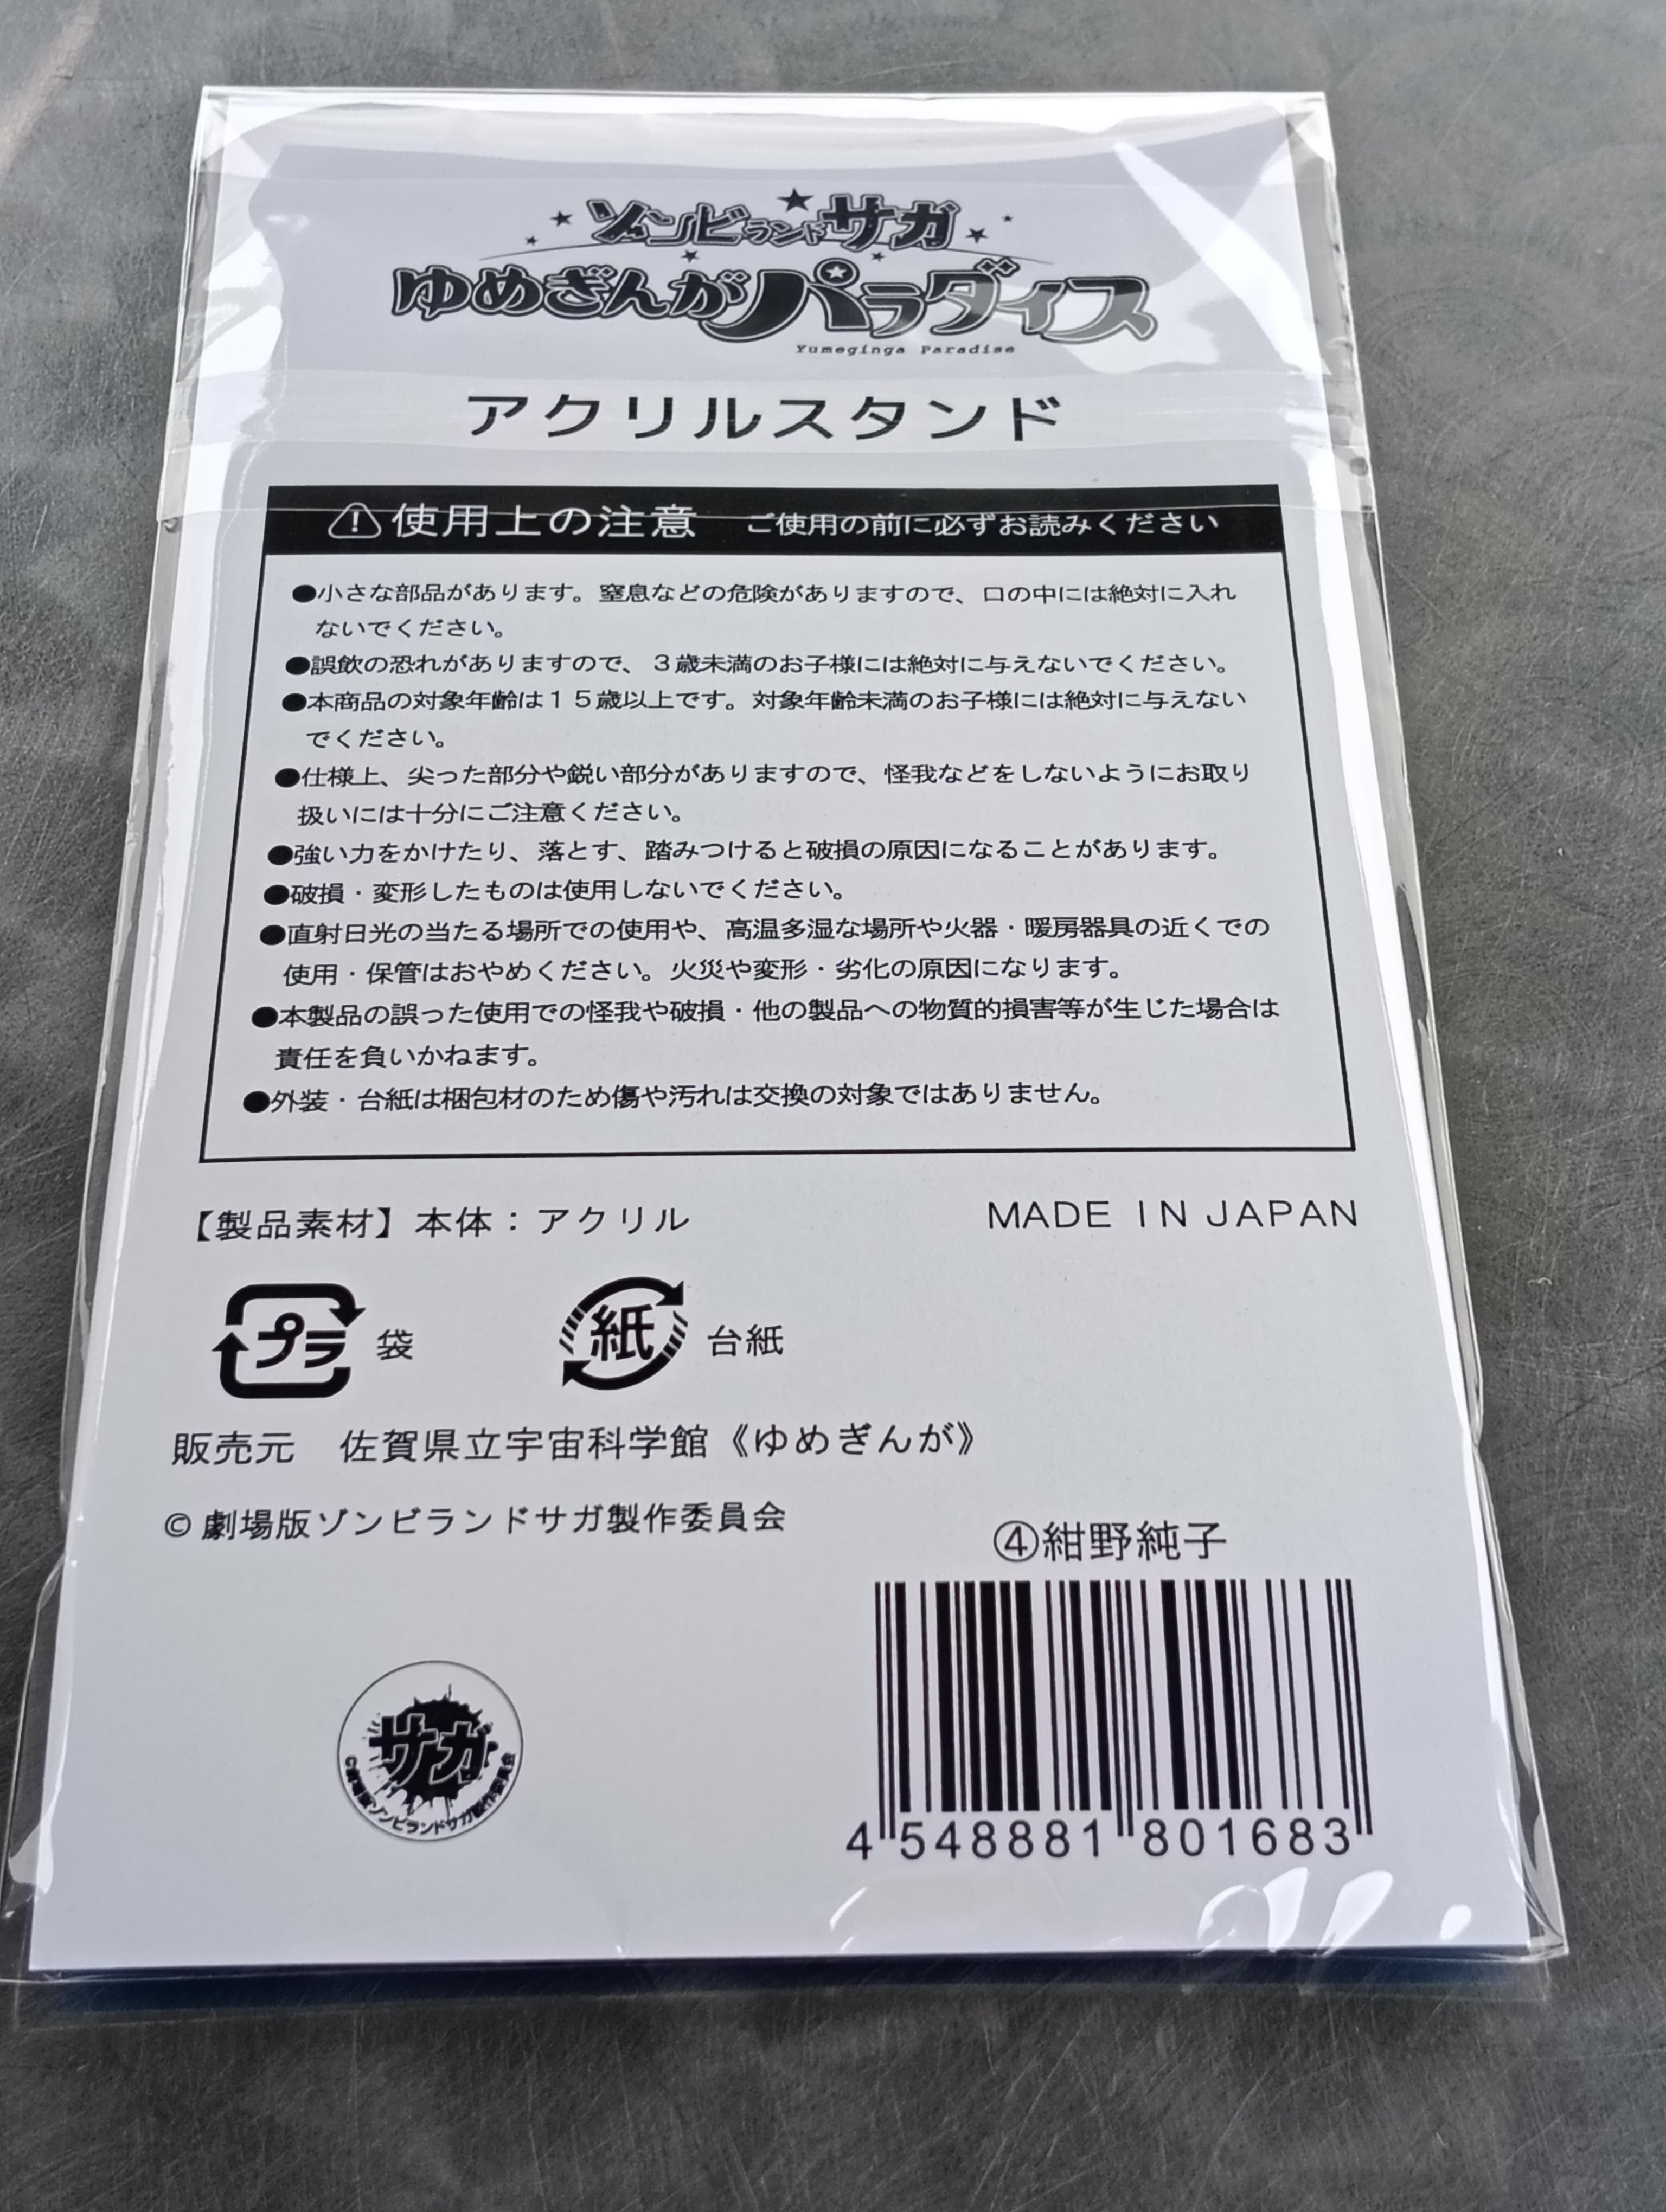 ゾンビランドサガ
ゆめぎんがパラダイス
Yumeginga Paradise
アクリルスタンド
使用上の注意 ご使用の前に必ずお読みください
●小さな部品があります。窒息などの危険がありますので、口の中には絶対に入れ
ないでください。
●誤飲の恐れがありますので、３歳未満のお子様には絶対に与えないでください。
●本商品の対象年齢は１５歳以上です。対象年齢未満のお子様には絶対に与えない
でください。
●仕様上、尖った部分や鋭い部分がありますので、怪我などをしないようにお取り
扱いには十分にご注意ください。
●強い力をかけたり、落とす、踏みつけると破損の原因になることがあります。
●破損・変形したものは使用しないでください。
●直射日光の当たる場所での使用や、高温多湿な場所や火器・暖房器具の近くでの
使用・保管はおやめください。火災や変形・劣化の原因になります。
●本製品の誤った使用での怪我や破損・他の製品への物質的損害等が生じた場合は
責任を負いかねます。
●外装・台紙は梱包材のため傷や汚れは交換の対象ではありません。
【製品素材】本体：アクリル
MADE IN JAPAN
プラ 袋
紙 台紙
販売元 佐賀県立宇宙科学館《ゆめぎんが》
© 劇場版ゾンビランドサガ製作委員会
④紺野純子
サガ
©劇場版ゾンビランドサガ製作委員会
4 548881 801683